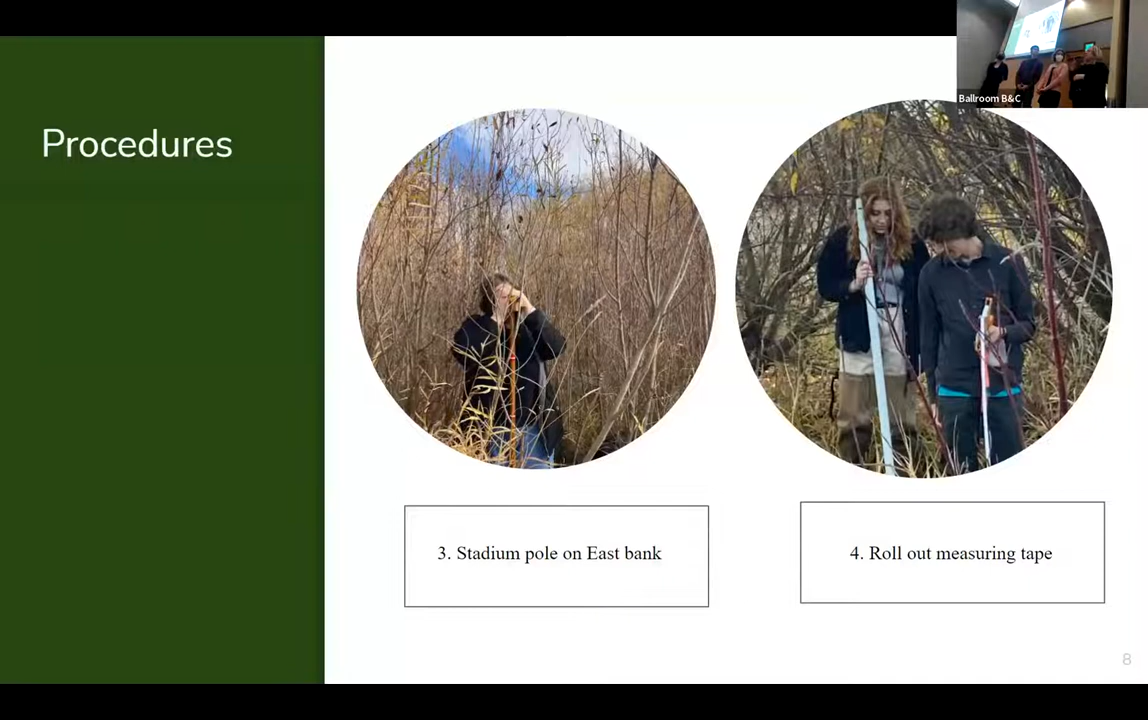 Ballroom B&C
Procedures
3. Stadium pole on East bank
4. Roll out measuring tape
8